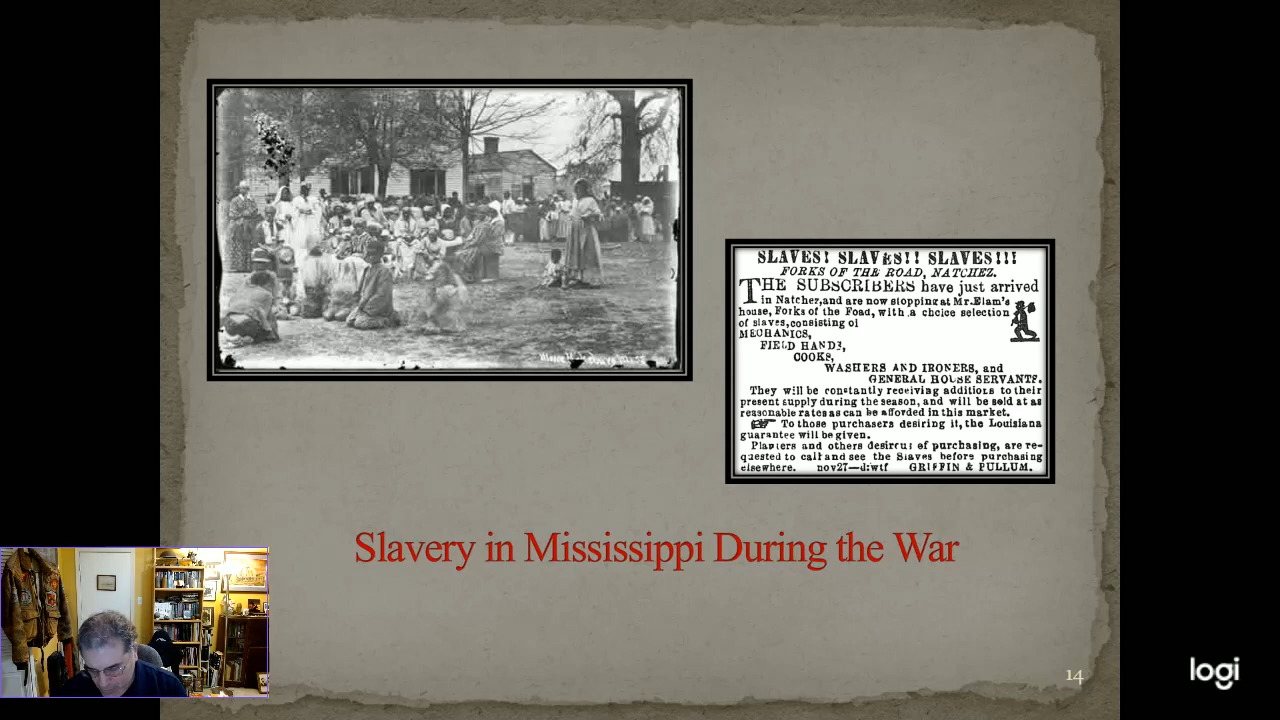 SLAVES! SLAVES!! SLAVES!!!
FORKS OF THE ROAD, NATCHEZ.
THE SUBSCRIBERS have just arrived
in Natchez, and are now stopping at Mr. Elam's
house, Forks of the Road, with a choice selection
of slaves, consisting of
MECHANICS,
FIELD HANDS,
COOKS,
WASHERS AND IRONERS, and
GENERAL HOUSE SERVANTS.
They will be constantly receiving additions to their
present supply during the season, and will be sold at as
reasonable rates as can be afforded in this market.
☞ To those purchasers desiring it, the Louisiana
guarantee will be given.
Planters and others desirous of purchasing, are re-
quested to call and see the Slaves before purchasing
elsewhere. nov27—d:wtf GRIFFIN & PULLUM.
Slavery in Mississippi During the War
14
logi